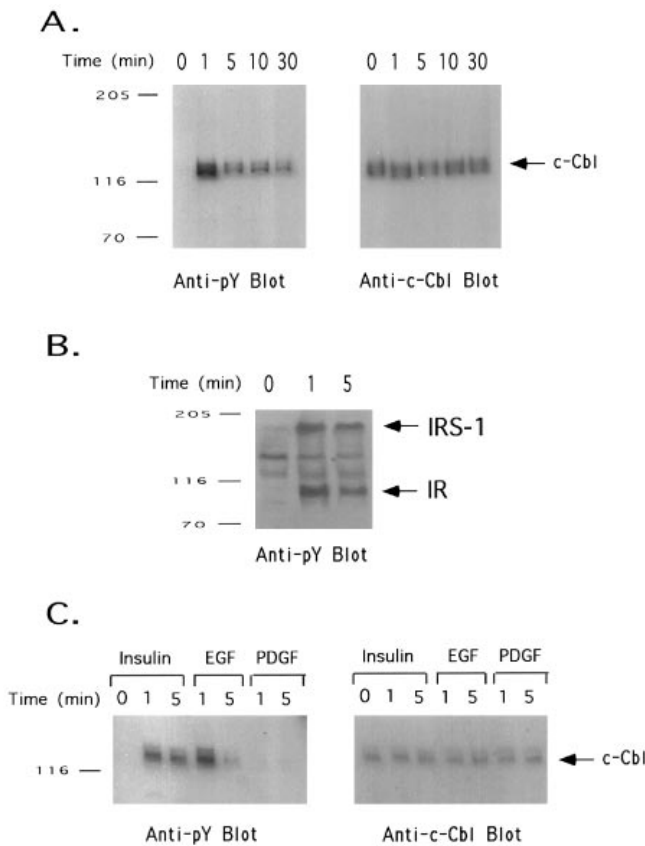 A.
Time (min) 0 1 5 10 30 0 1 5 10 30
205
116
70
c-Cbl
Anti-pY Blot Anti-c-Cbl Blot
B.
Time (min) 0 1 5
205
IRS-1
116
IR
70
Anti-pY Blot
C.
Insulin EGF PDGF Insulin EGF PDGF
Time (min) 0 1 5 1 5 1 5 0 1 5 1 5 1 5
116
c-Cbl
Anti-pY Blot Anti-c-Cbl Blot